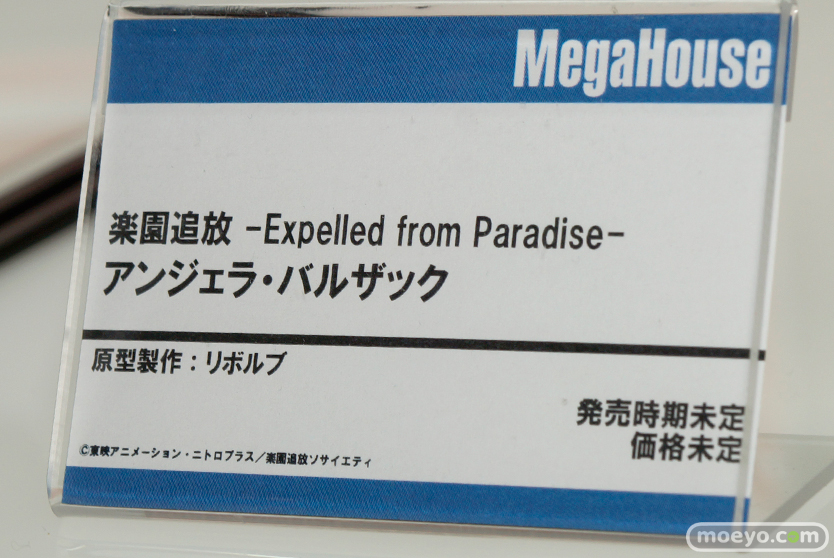 MegaHouse
楽園追放 -Expelled from Paradise-
アンジェラ・バルザック
原型製作：リボルブ
発売時期未定
価格未定
©東映アニメーション・ニトロプラス／楽園追放ソサイエティ
moeyo.com